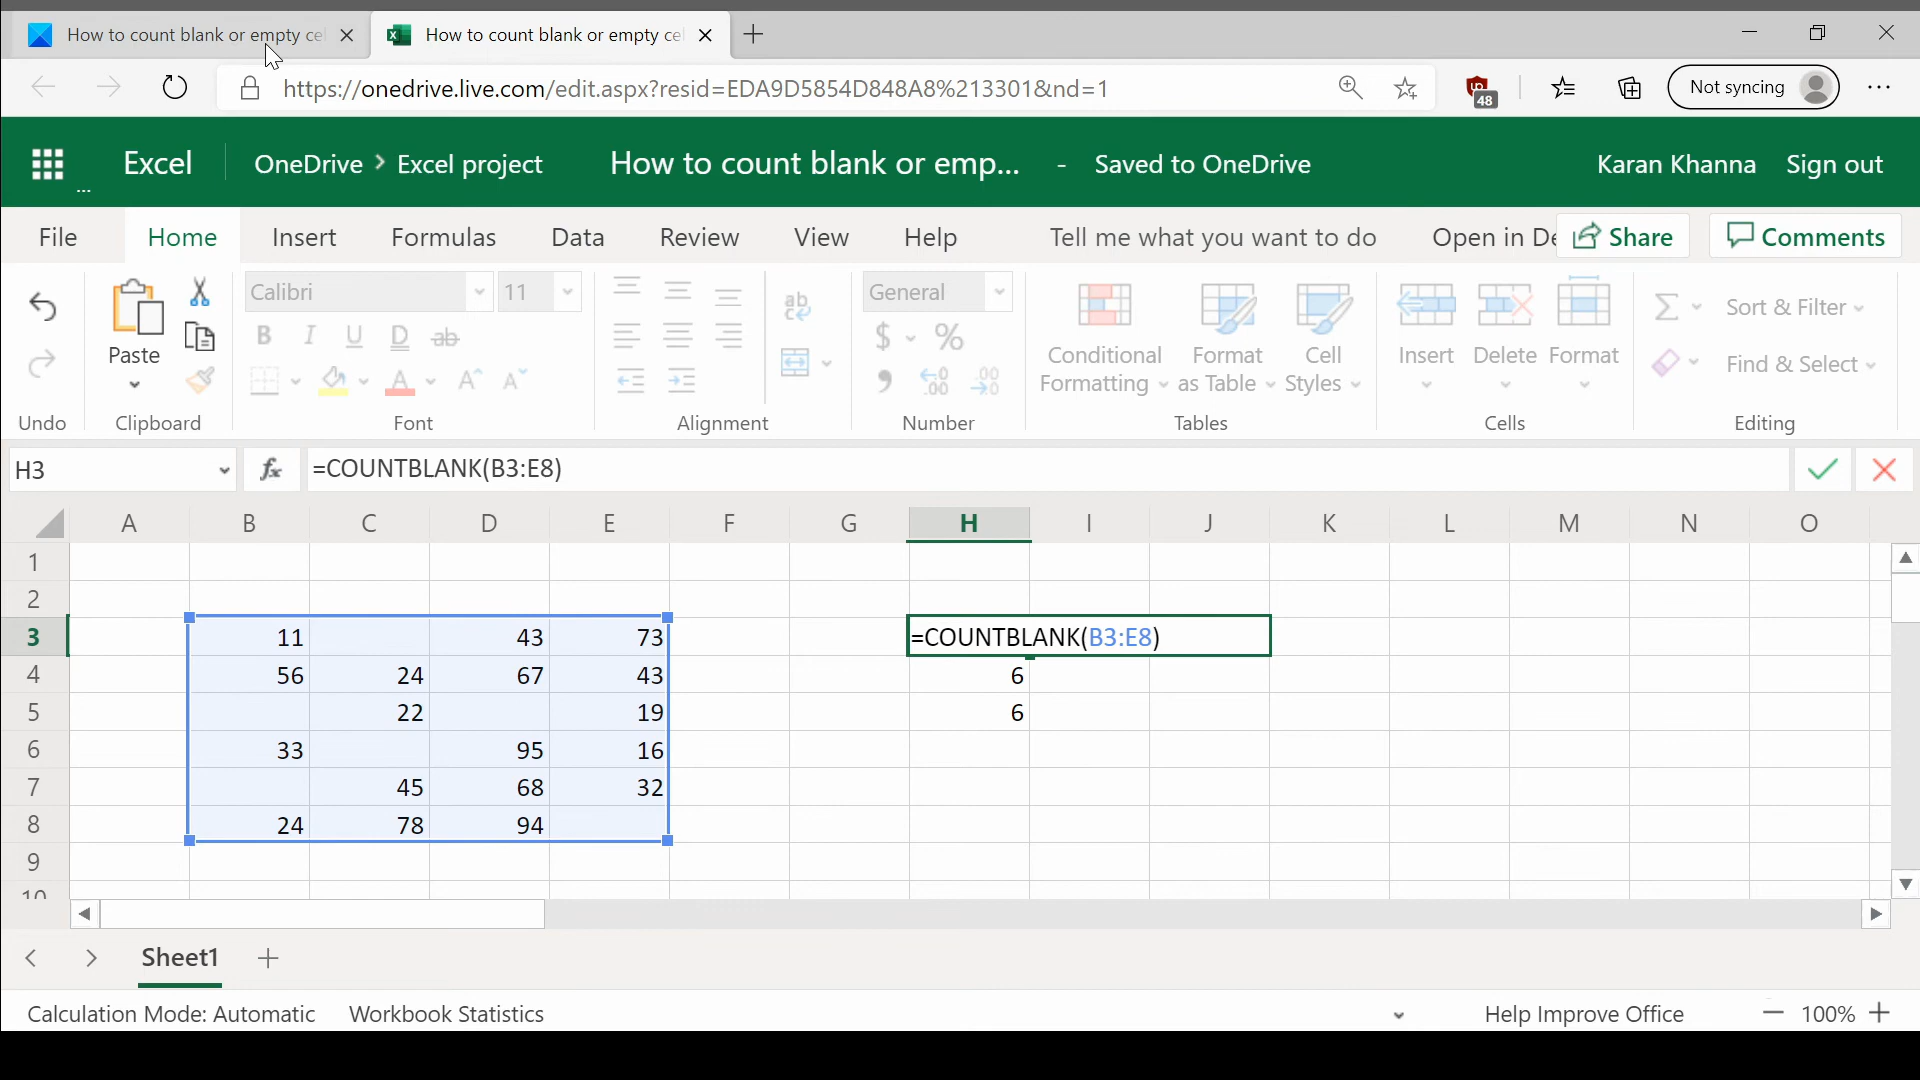 How to count blank or empty ce
How to count blank or empty ce
https://onedrive.live.com/edit.aspx?resid=EDA9D5854D848A8%213301&nd=1
48
Not syncing
Excel
OneDrive > Excel project
How to count blank or emp... - Saved to OneDrive
Karan Khanna
Sign out
File Home Insert Formulas Data Review View Help Tell me what you want to do Open in De Share Comments
Calibri 11
General
Paste
B I U D ab
$ %
Conditional Formatting
Format as Table
Cell Styles
Insert Delete Format
Sort & Filter
Find & Select
Undo Clipboard Font Alignment Number Tables Cells Editing
H3 fx =COUNTBLANK(B3:E8)
A B C D E F G H I J K L M N O
1
2
3 11 43 73 =COUNTBLANK(B3:E8)
4 56 24 67 43 6
5 22 19 6
6 33 95 16
7 45 68 32
8 24 78 94
9
10
Sheet1
Calculation Mode: Automatic Workbook Statistics Help Improve Office 100%